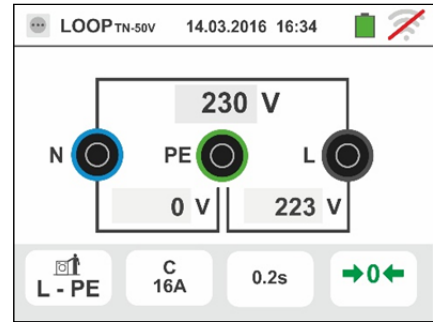 LOOP TN-50V 14.03.2016 16:34
230 V
N PE L
0 V 223 V
L - PE
C
16A
0.2s
0